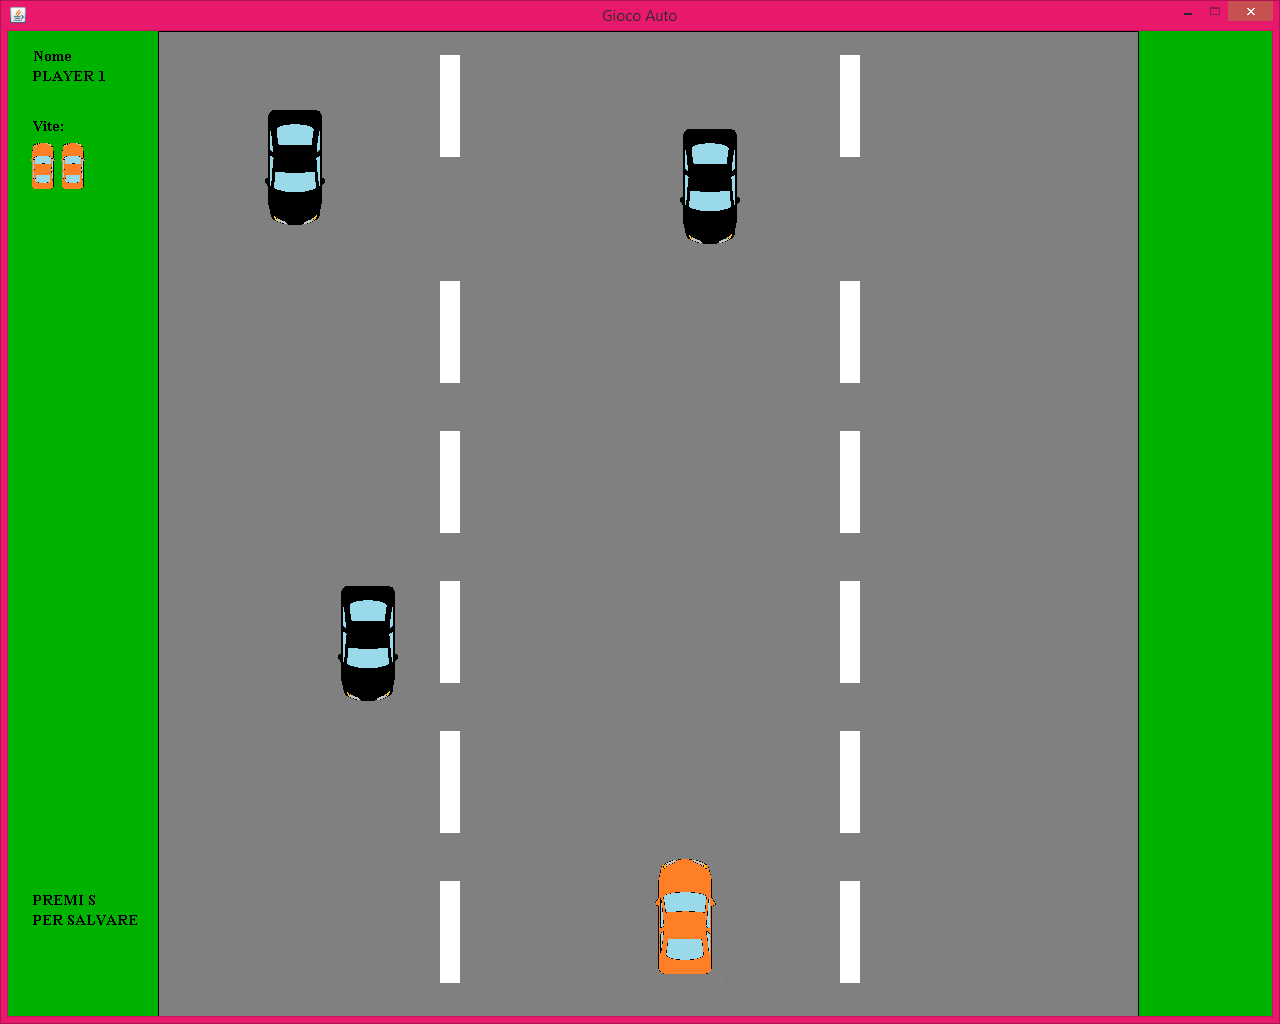 Gioco Auto
Nome
PLAYER 1
Vite:
PREMI S
PER SALVARE